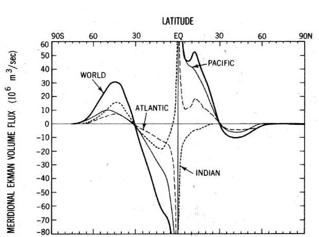 LATITUDE
90S 60 30 EQ 30 60 90N
60
50
40
30
20
10
0
-10
-20
-30
-40
-50
-60
-70
-80
MERIDIONAL EKMAN VOLUME FLUX (10⁶ m³/sec)
WORLD
PACIFIC
ATLANTIC
INDIAN